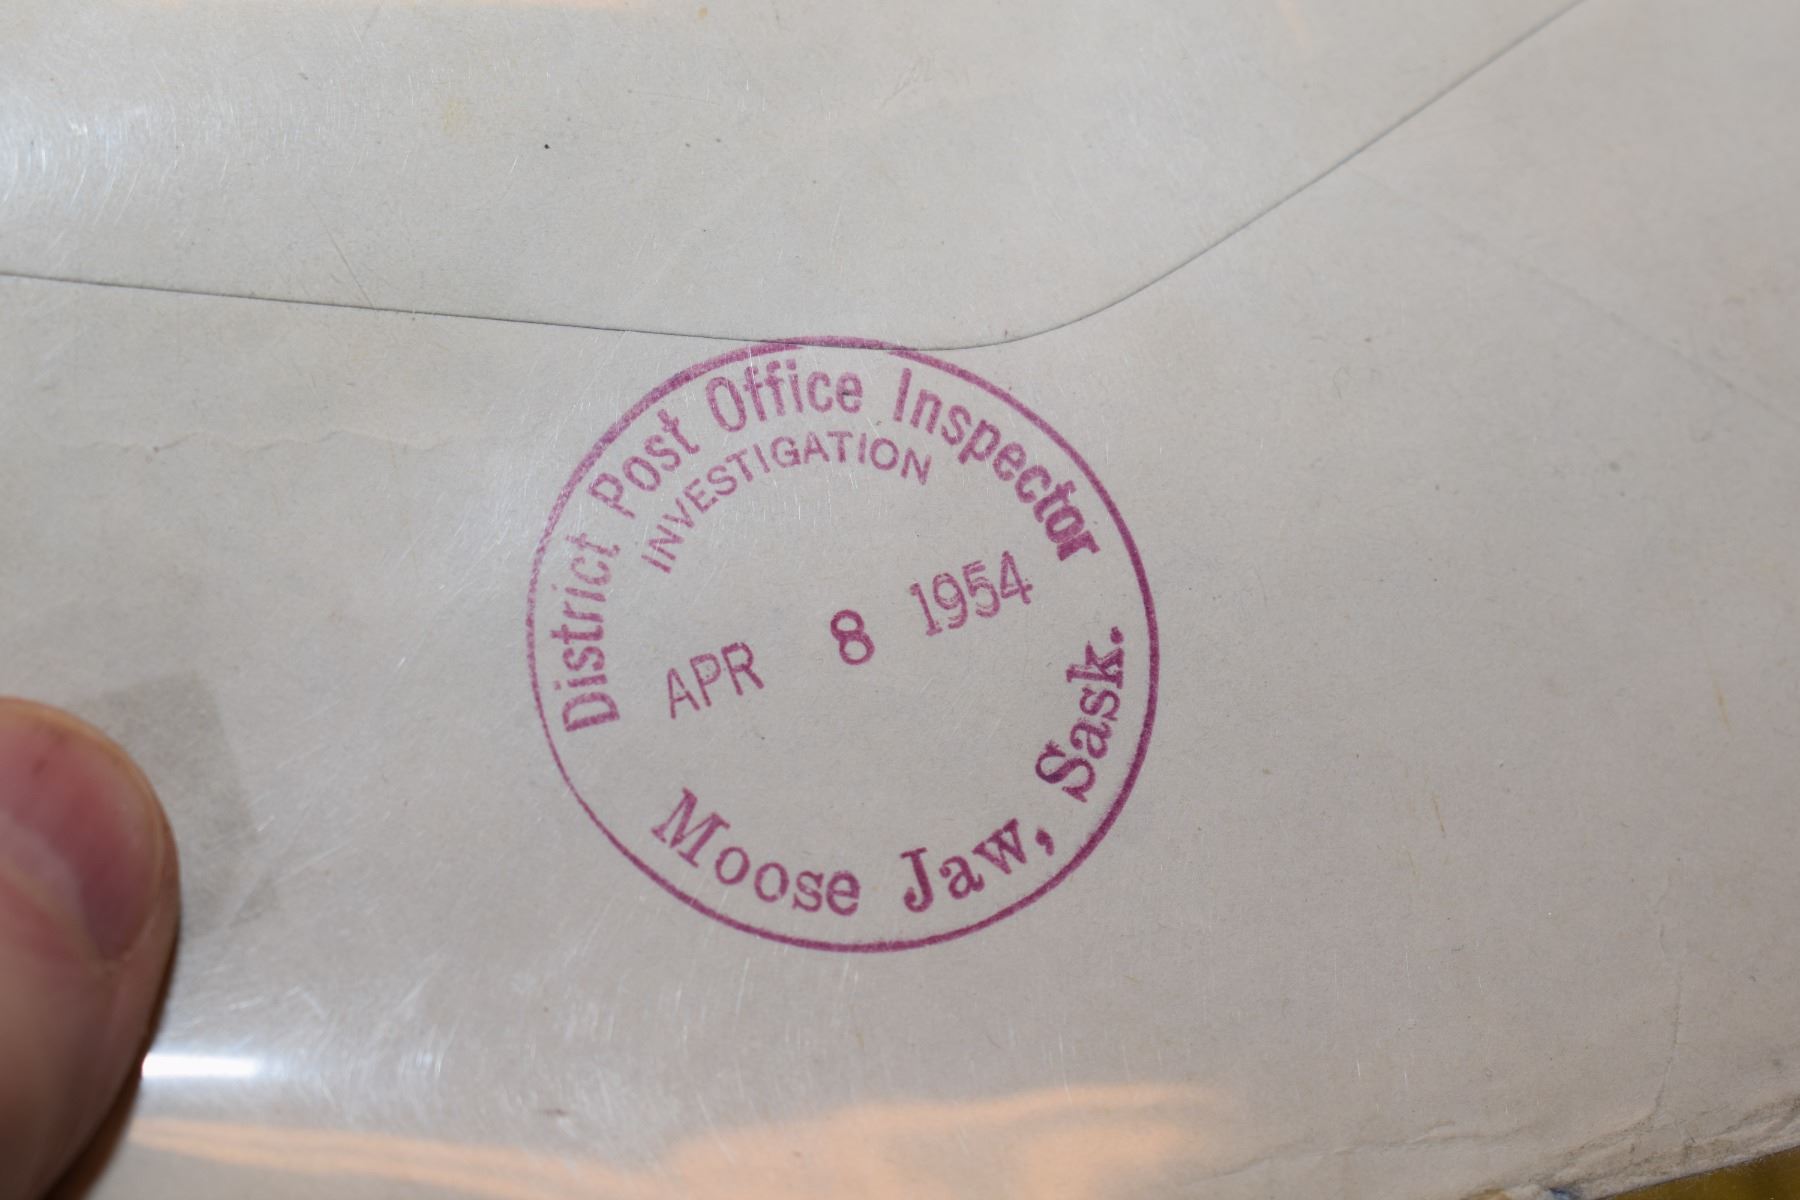 District Post Office Inspector
INVESTIGATION
APR 8 1954
Moose Jaw, Sask.